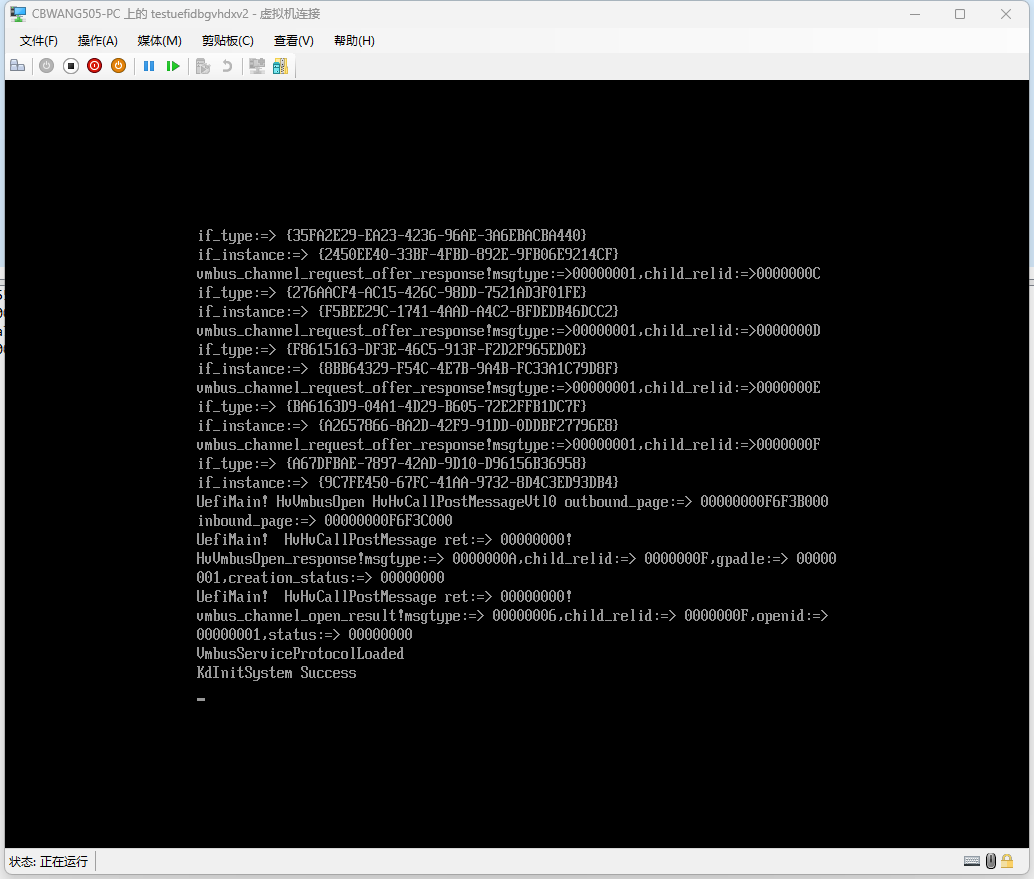 CBWANG505-PC 上的 testuefidbgvhdxv2 - 虚拟机连接
文件(F) 操作(A) 媒体(M) 剪贴板(C) 查看(V) 帮助(H)
if_type:=> {35FA2E29-EA23-4236-96AE-3A6EBACBA440}
if_instance:=> {2450EE40-33BF-4FBD-892E-9FB06E9214CF}
vmbus_channel_request_offer_response!msgtype:=>00000001,child_relid:=>0000000C
if_type:=> {276AACF4-AC15-426C-98DD-7521AD3F01FE}
if_instance:=> {F5BEE29C-1741-4AAD-A4C2-8FDEDB46DCC2}
vmbus_channel_request_offer_response!msgtype:=>00000001,child_relid:=>0000000D
if_type:=> {F8615163-DF3E-46C5-913F-F2D2F965ED0E}
if_instance:=> {8BB64329-F54C-4E7B-9A4B-FC33A1C79D8F}
vmbus_channel_request_offer_response!msgtype:=>00000001,child_relid:=>0000000E
if_type:=> {BA6163D9-04A1-4D29-B605-72E2FFB1DC7F}
if_instance:=> {A2657866-8A2D-42F9-91DD-0DDBF27796E8}
vmbus_channel_request_offer_response!msgtype:=>00000001,child_relid:=>0000000F
if_type:=> {A67DFBAE-7897-42AD-9D10-D96156B36958}
if_instance:=> {9C7FE450-67FC-41AA-9732-8D4C3ED93DB4}
UefiMain! HvVmbusOpen HvHvCallPostMessageVtl0 outbound_page:=> 00000000F6F3B000
inbound_page:=> 00000000F6F3C000
UefiMain!  HvHvCallPostMessage ret:=> 00000000!
HvVmbusOpen_response!msgtype:=> 0000000A,child_relid:=> 0000000F,gpadle:=> 00000
001,creation_status:=> 00000000
UefiMain!  HvHvCallPostMessage ret:=> 00000000!
vmbus_channel_open_result!msgtype:=> 00000006,child_relid:=> 0000000F,openid:=>
00000001,status:=> 00000000
VmbusServiceProtocolLoaded
KdInitSystem Success
状态: 正在运行